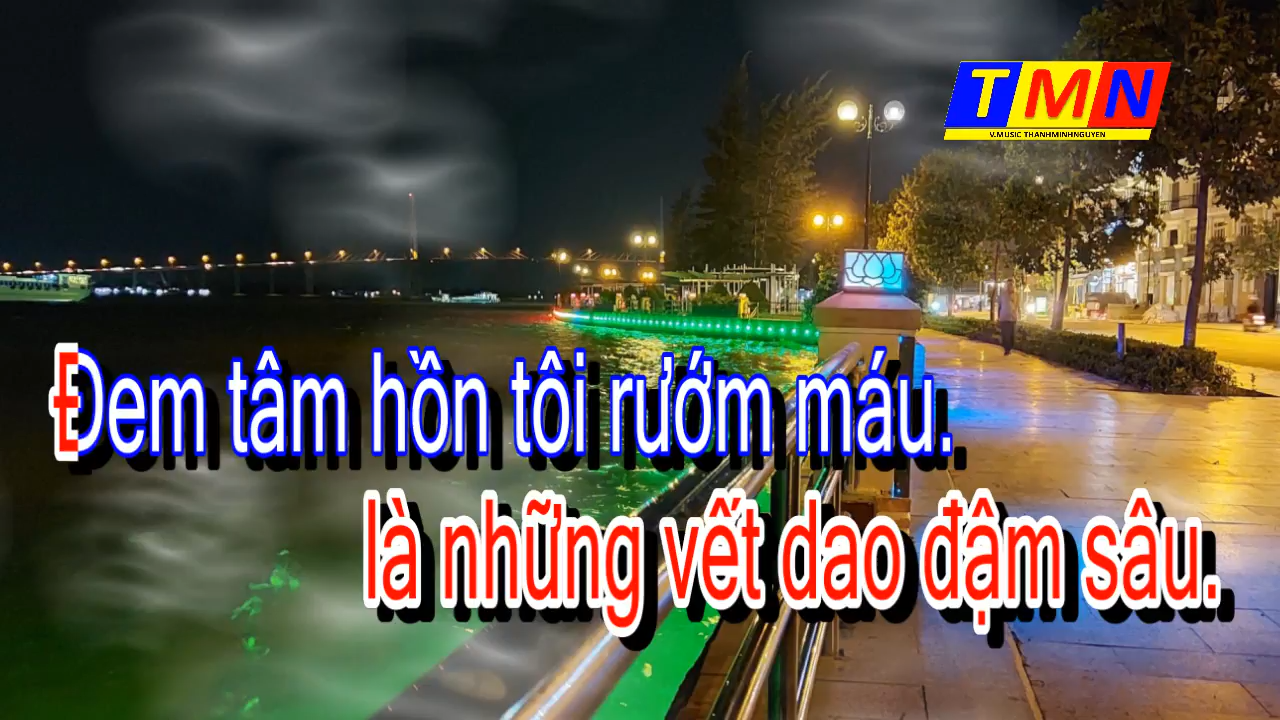 TMN
V.MUSIC THANHMINHNGUYEN
Đem tâm hồn tôi rướm máu.
là những vết dao đậm sâu.